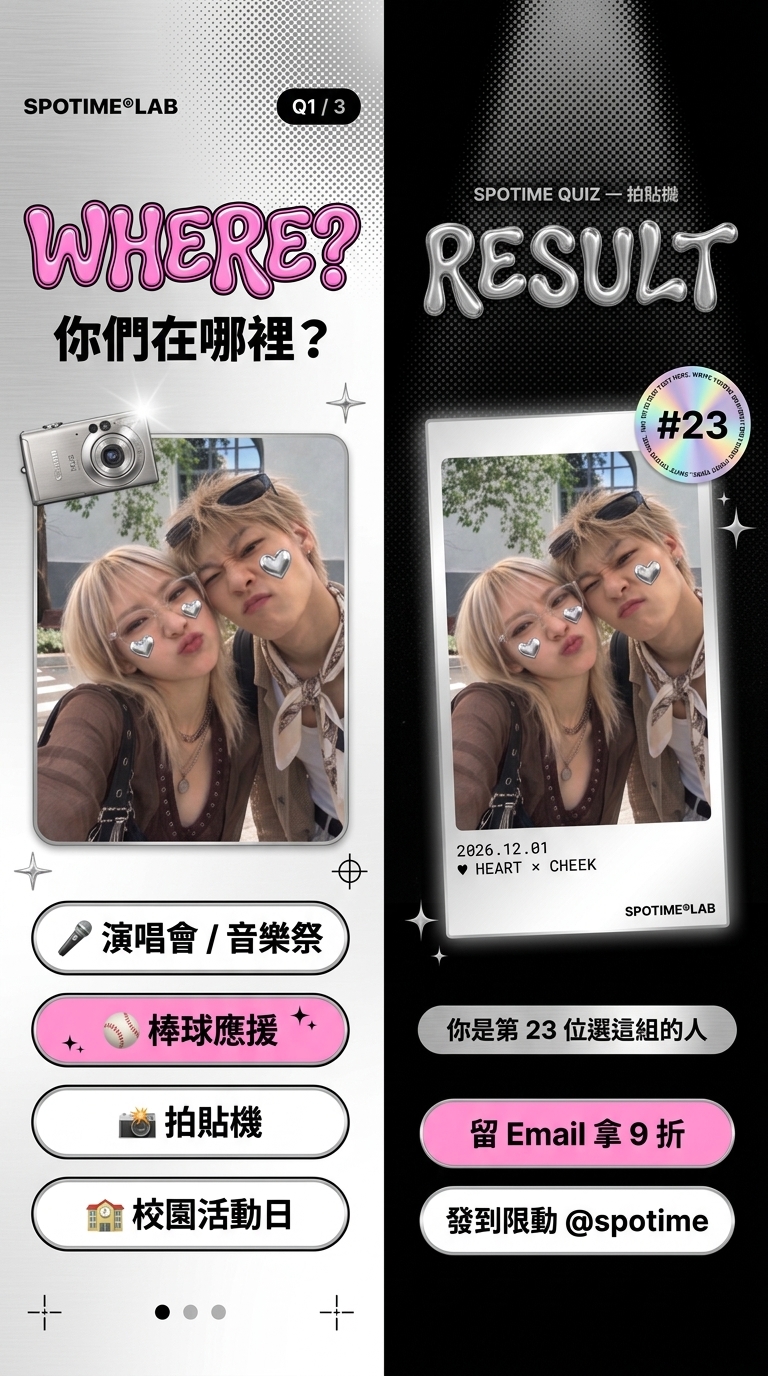 SPOTIME®LAB
Q1 / 3
WHERE?
你們在哪裡？
🎤 演唱會 / 音樂祭
⚾ 棒球應援
📸 拍貼機
🏫 校園活動日
SPOTIME QUIZ — 拍貼機
RESULT
#23
2026.12.01
♥ HEART × CHEEK
SPOTIME®LAB
你是第 23 位選這組的人
留 Email 拿 9 折
發到限動 @spotime